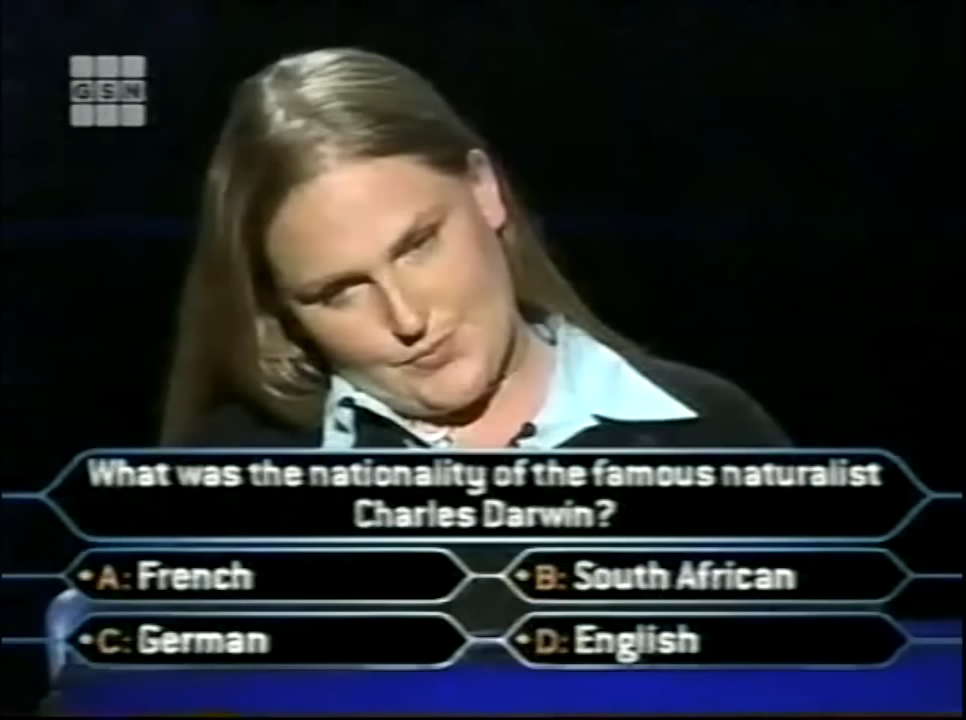 GSN
What was the nationality of the famous naturalist
Charles Darwin?
A: French
B: South African
C: German
D: English